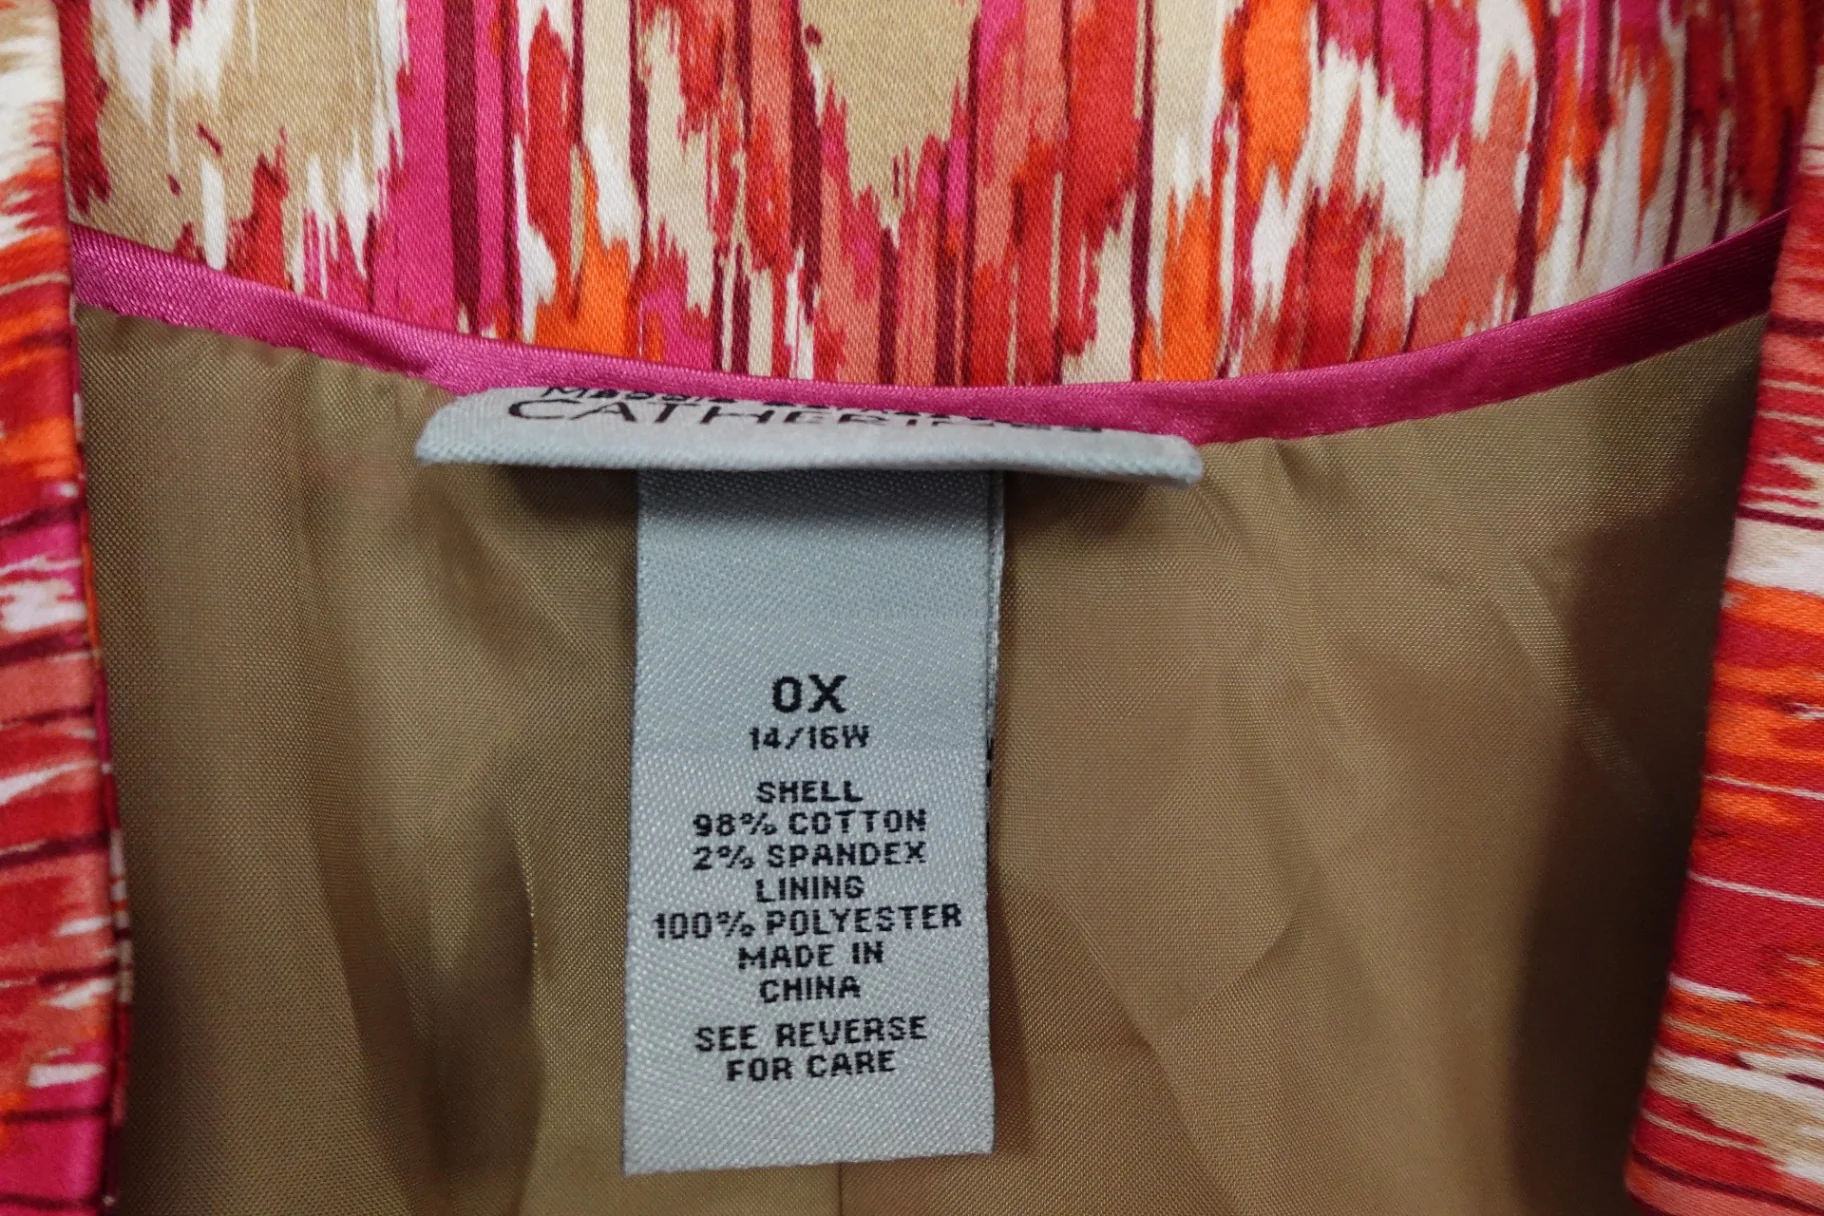 CATHERINES
0X
14/16W
SHELL
98% COTTON
2% SPANDEX
LINING
100% POLYESTER
MADE IN
CHINA
SEE REVERSE
FOR CARE